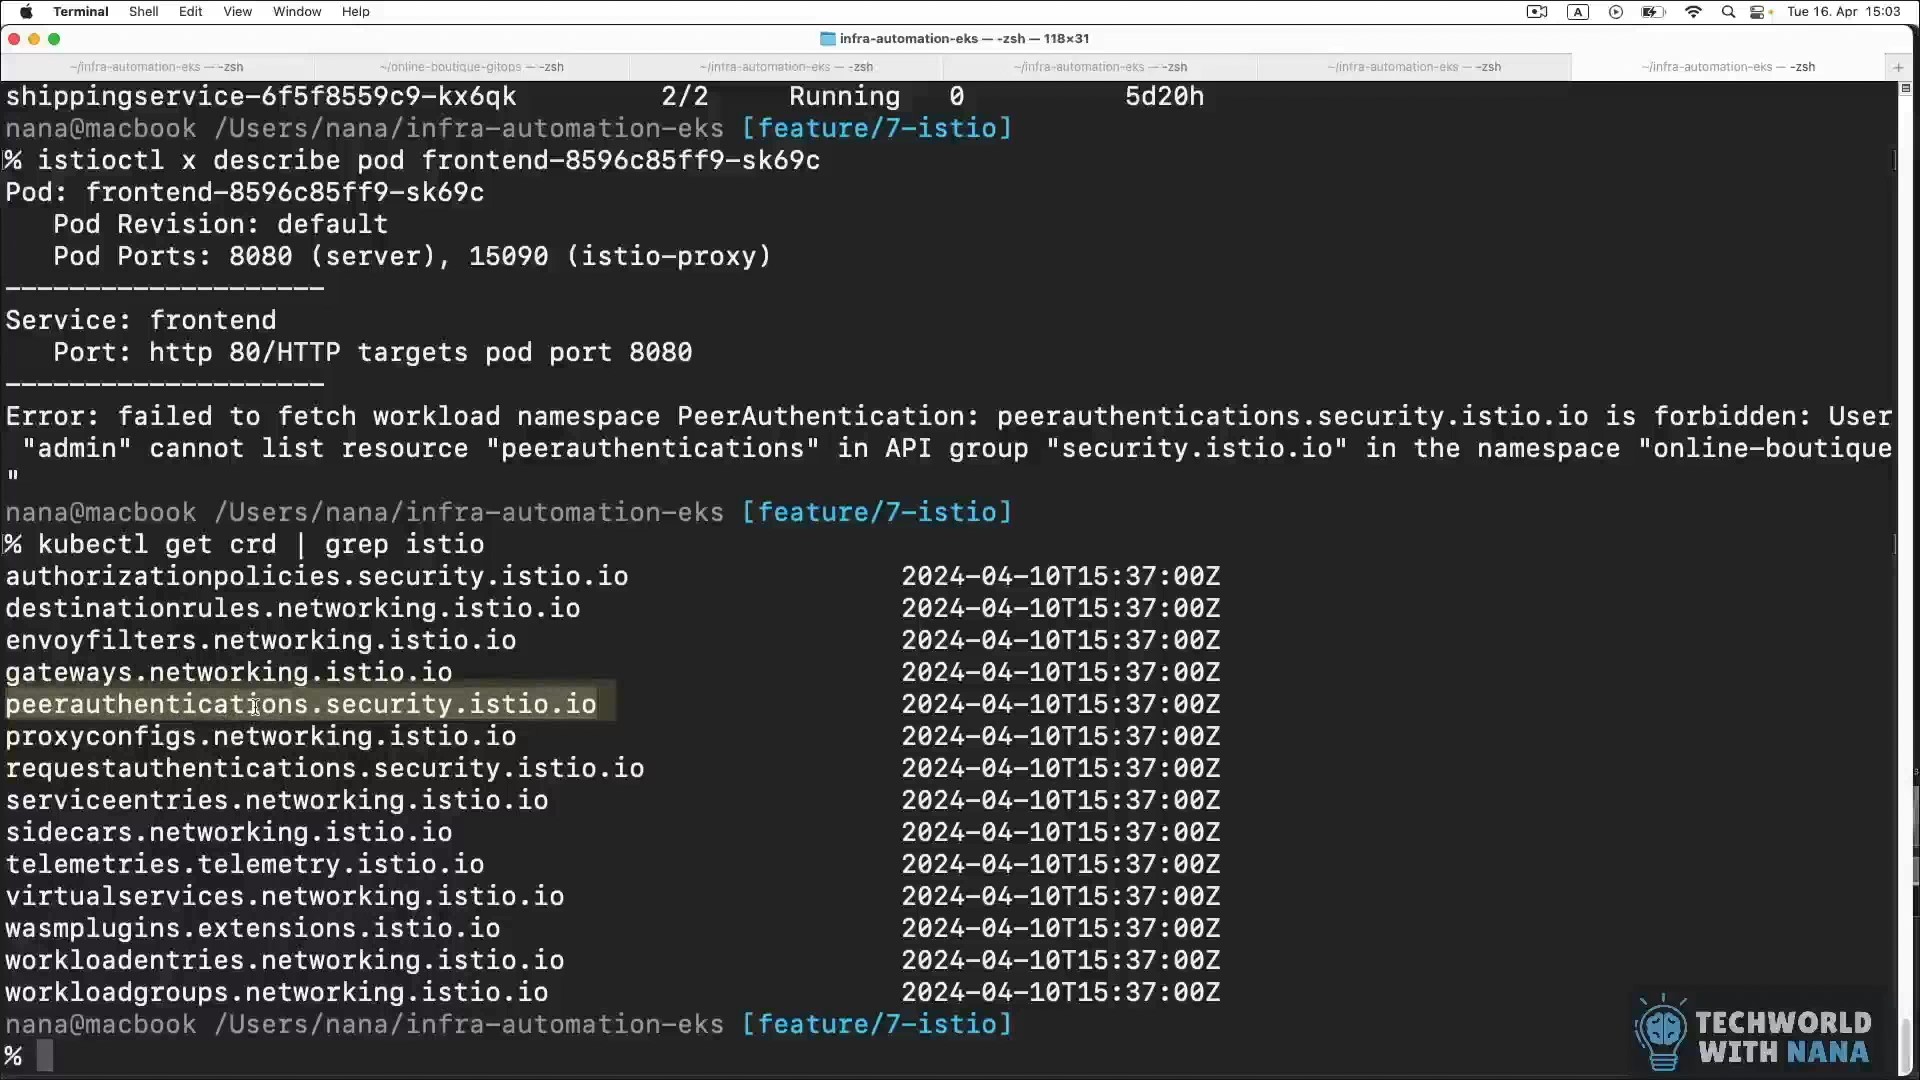 Terminal Shell Edit View Window Help A Tue 16. Apr 15:03
infra-automation-eks — -zsh — 118×31
~/infra-automation-eks — -zsh ~/online-boutique-gitops — -zsh ~/infra-automation-eks — -zsh ~/infra-automation-eks — -zsh ~/infra-automation-eks — -zsh ~/infra-automation-eks — -zsh +
shippingservice-6f5f8559c9-kx6qk 2/2 Running 0 5d20h
nana@macbook /Users/nana/infra-automation-eks [feature/7-istio]
% istioctl x describe pod frontend-8596c85ff9-sk69c
Pod: frontend-8596c85ff9-sk69c
Pod Revision: default
Pod Ports: 8080 (server), 15090 (istio-proxy)
--------------------
Service: frontend
Port: http 80/HTTP targets pod port 8080
--------------------
Error: failed to fetch workload namespace PeerAuthentication: peerauthentications.security.istio.io is forbidden: User
"admin" cannot list resource "peerauthentications" in API group "security.istio.io" in the namespace "online-boutique
"
nana@macbook /Users/nana/infra-automation-eks [feature/7-istio]
% kubectl get crd | grep istio
authorizationpolicies.security.istio.io 2024-04-10T15:37:00Z
destinationrules.networking.istio.io 2024-04-10T15:37:00Z
envoyfilters.networking.istio.io 2024-04-10T15:37:00Z
gateways.networking.istio.io 2024-04-10T15:37:00Z
peerauthentications.security.istio.io 2024-04-10T15:37:00Z
proxyconfigs.networking.istio.io 2024-04-10T15:37:00Z
requestauthentications.security.istio.io 2024-04-10T15:37:00Z
serviceentries.networking.istio.io 2024-04-10T15:37:00Z
sidecars.networking.istio.io 2024-04-10T15:37:00Z
telemetries.telemetry.istio.io 2024-04-10T15:37:00Z
virtualservices.networking.istio.io 2024-04-10T15:37:00Z
wasmplugins.extensions.istio.io 2024-04-10T15:37:00Z
workloadentries.networking.istio.io 2024-04-10T15:37:00Z
workloadgroups.networking.istio.io 2024-04-10T15:37:00Z
nana@macbook /Users/nana/infra-automation-eks [feature/7-istio]
%
TECHWORLD
WITH NANA